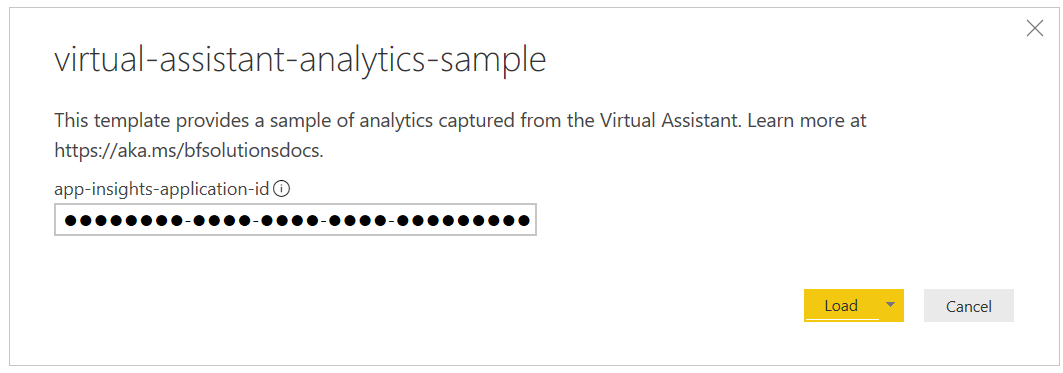 virtual-assistant-analytics-sample
This template provides a sample of analytics captured from the Virtual Assistant. Learn more at
https://aka.ms/bfsolutionsdocs.
app-insights-application-id
●●●●●●●●-●●●●-●●●●-●●●●-●●●●●●●●●
Load
Cancel